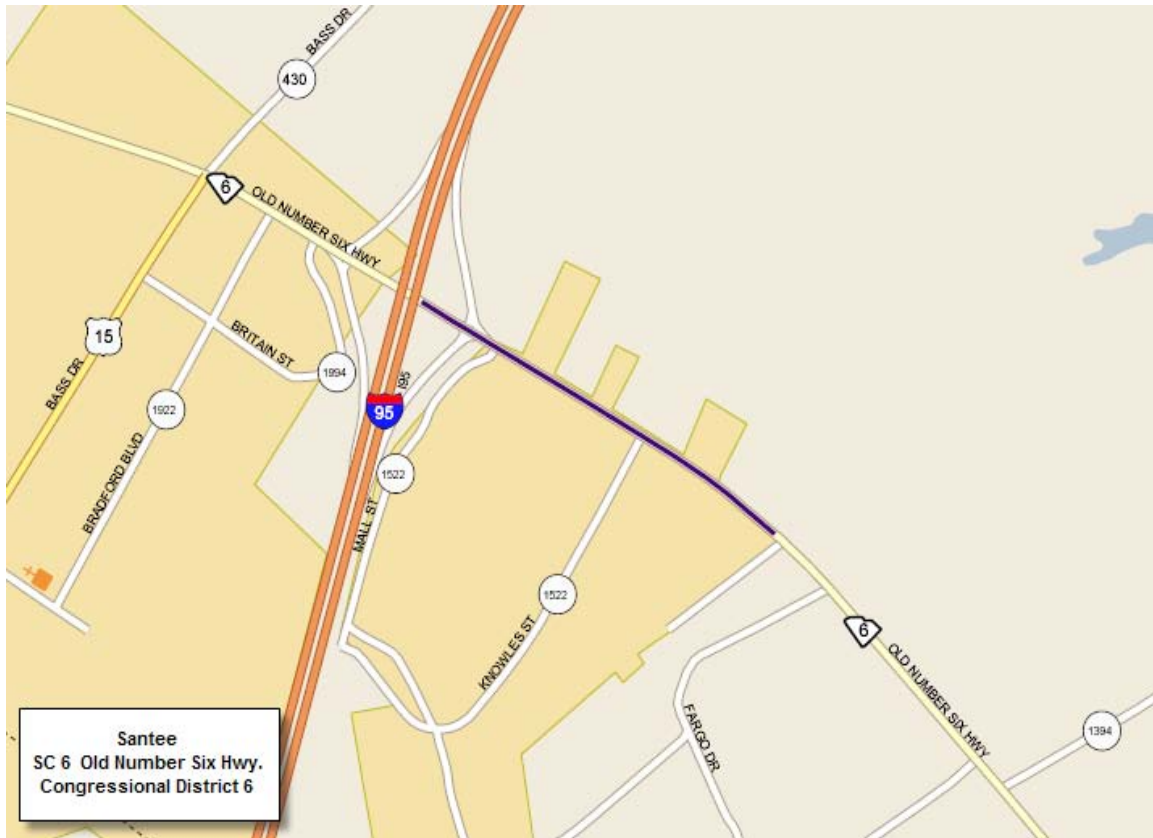 BASS DR
430
6
OLD NUMBER SIX HWY
15
BRITAIN ST
1994
I95
95
BASS DR
1922
BRADFORD BLVD
1522
MALL ST
1522
KNOWLES ST
6
OLD NUMBER SIX HWY
FARGO DR
1394
Santee
SC 6 Old Number Six Hwy.
Congressional District 6